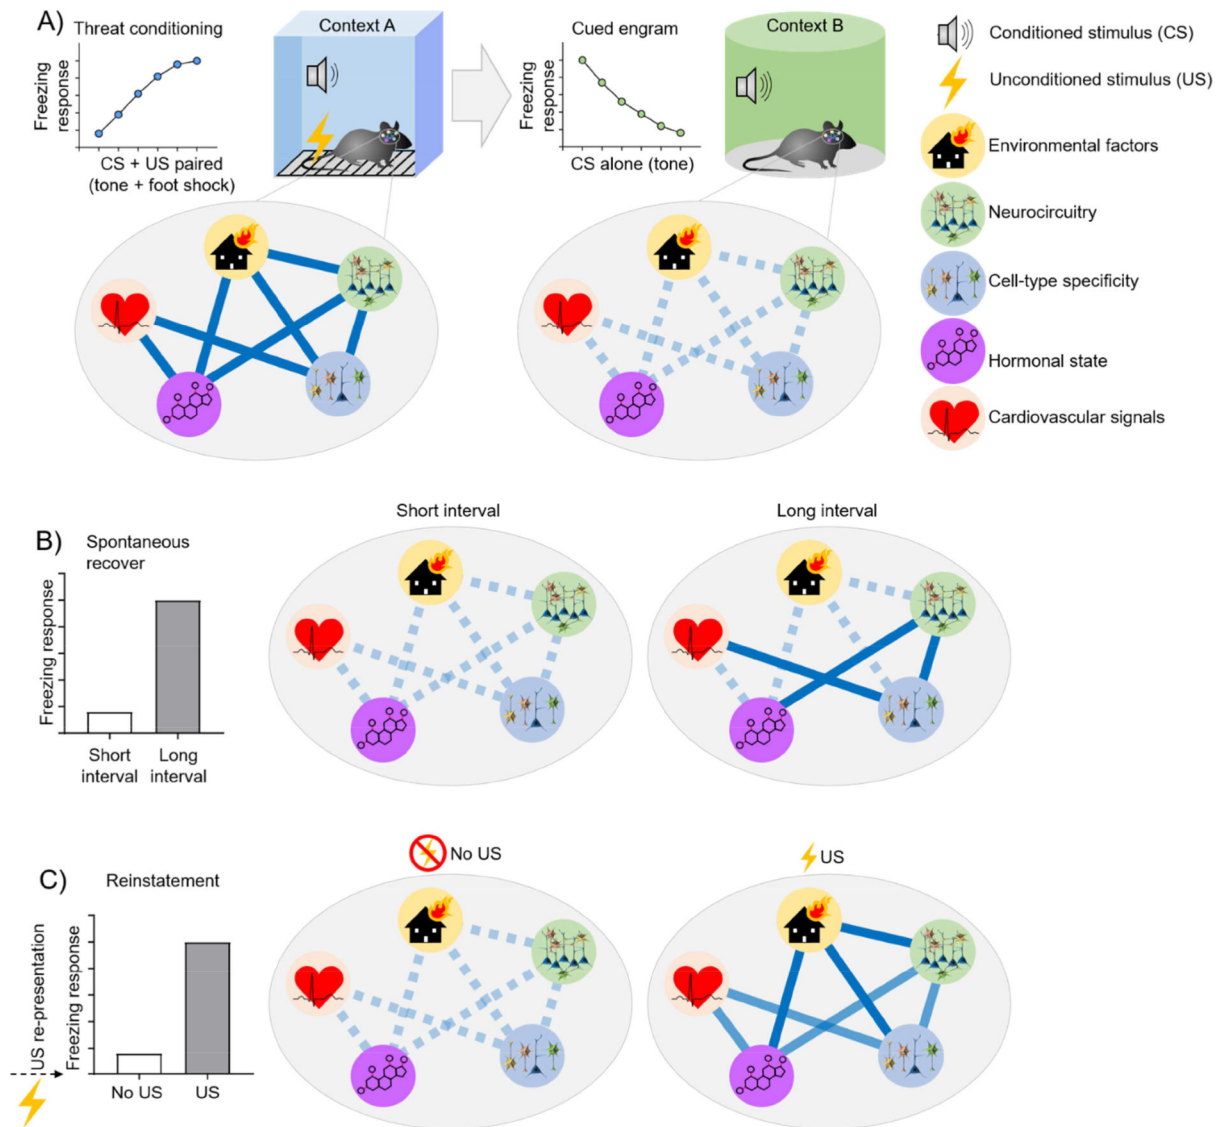 A)
Threat conditioning
Freezing
response
CS + US paired
(tone + foot shock)
Context A
Cued engram
Freezing
response
CS alone (tone)
Context B
Conditioned stimulus (CS)
Unconditioned stimulus (US)
Environmental factors
Neurocircuitry
Cell-type specificity
Hormonal state
Cardiovascular signals
B)
Spontaneous
recover
Freezing response
Short
interval
Long
interval
Short interval
Long interval
C)
Reinstatement
US re-presentation
Freezing response
No US
US
No US
US